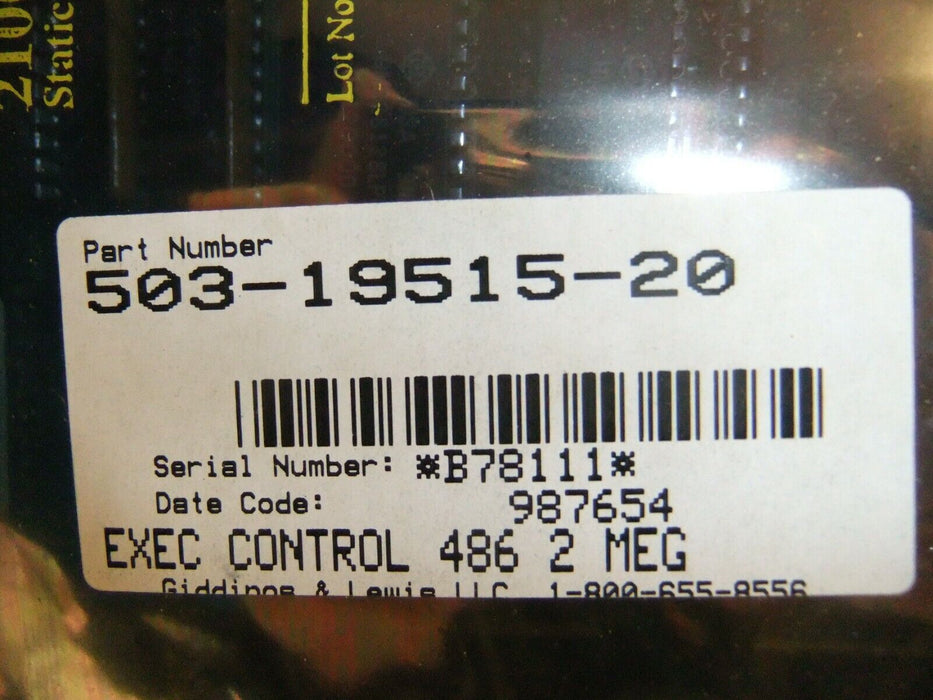 210
Static
Lot No
Part Number
503-19515-20
Serial Number: *B78111*
Date Code: 987654
EXEC CONTROL 486 2 MEG
Giddings & Lewis LLC 1-800-655-8556